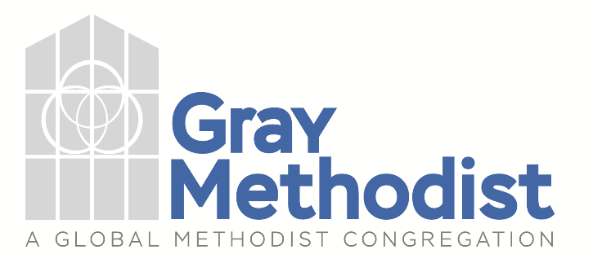 Gray
Methodist
A GLOBAL METHODIST CONGREGATION